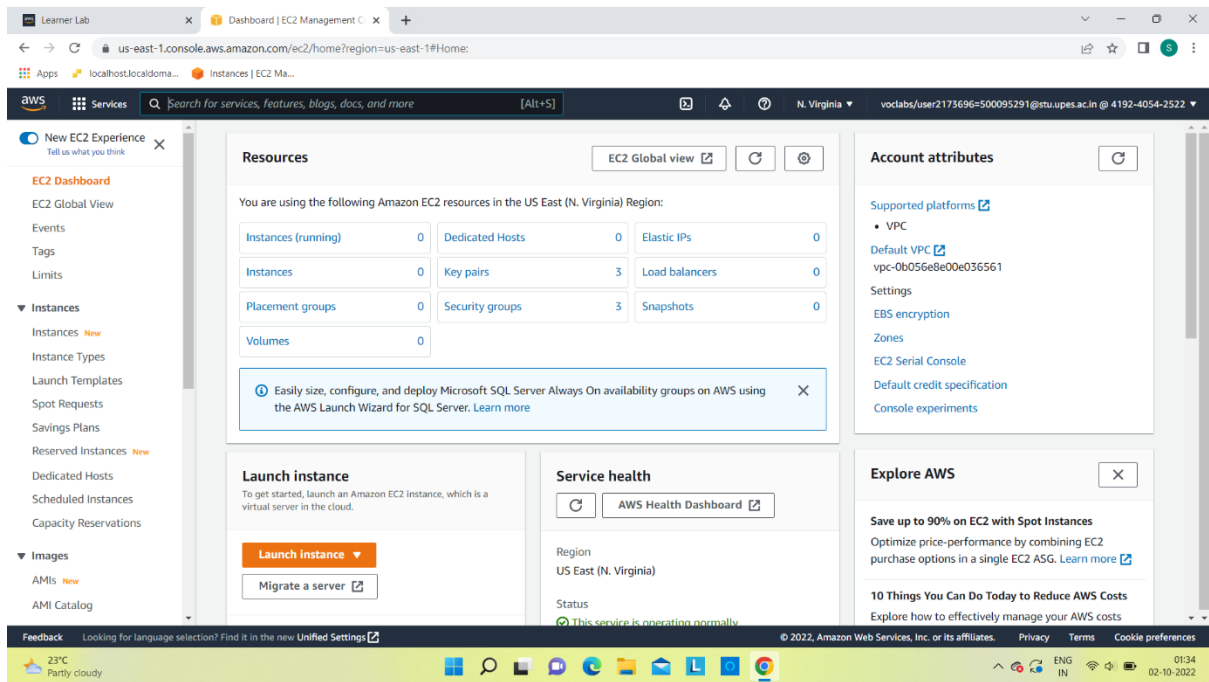 Learner Lab
Dashboard | EC2 Management C
us-east-1.console.aws.amazon.com/ec2/home?region=us-east-1#Home:
S
Apps
localhost.localdoma...
Instances | EC2 Ma...
aws
Services
Search for services, features, blogs, docs, and more
[Alt+S]
N. Virginia
voclabs/user2173696=500095291@stu.upes.ac.in @ 4192-4054-2522
New EC2 Experience
Tell us what you think
EC2 Dashboard
EC2 Global View
Events
Tags
Limits
Instances
Instances New
Instance Types
Launch Templates
Spot Requests
Savings Plans
Reserved Instances New
Dedicated Hosts
Scheduled Instances
Capacity Reservations
Images
AMIs New
AMI Catalog
Resources
EC2 Global view
You are using the following Amazon EC2 resources in the US East (N. Virginia) Region:
Instances (running) 0
Dedicated Hosts 0
Elastic IPs 0
Instances 0
Key pairs 3
Load balancers 0
Placement groups 0
Security groups 3
Snapshots 0
Volumes 0
Easily size, configure, and deploy Microsoft SQL Server Always On availability groups on AWS using
the AWS Launch Wizard for SQL Server. Learn more
Launch instance
To get started, launch an Amazon EC2 instance, which is a
virtual server in the cloud.
Launch instance
Migrate a server
Service health
AWS Health Dashboard
Region
US East (N. Virginia)
Status
This service is operating normally
Account attributes
Supported platforms
• VPC
Default VPC
vpc-0b056e8e00e036561
Settings
EBS encryption
Zones
EC2 Serial Console
Default credit specification
Console experiments
Explore AWS
Save up to 90% on EC2 with Spot Instances
Optimize price-performance by combining EC2
purchase options in a single EC2 ASG. Learn more
10 Things You Can Do Today to Reduce AWS Costs
Explore how to effectively manage your AWS costs
Feedback
Looking for language selection? Find it in the new Unified Settings
© 2022, Amazon Web Services, Inc. or its affiliates.
Privacy
Terms
Cookie preferences
23°C
Partly cloudy
L
ENG
IN
01:34
02-10-2022